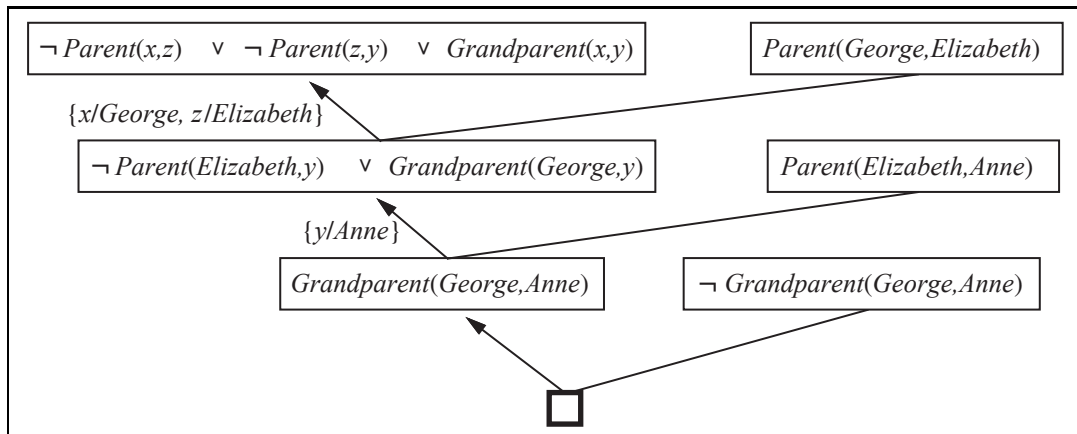 ¬ Parent(x,z) ∨ ¬ Parent(z,y) ∨ Grandparent(x,y)
Parent(George,Elizabeth)
{x/George, z/Elizabeth}
¬ Parent(Elizabeth,y) ∨ Grandparent(George,y)
Parent(Elizabeth,Anne)
{y/Anne}
Grandparent(George,Anne)
¬ Grandparent(George,Anne)